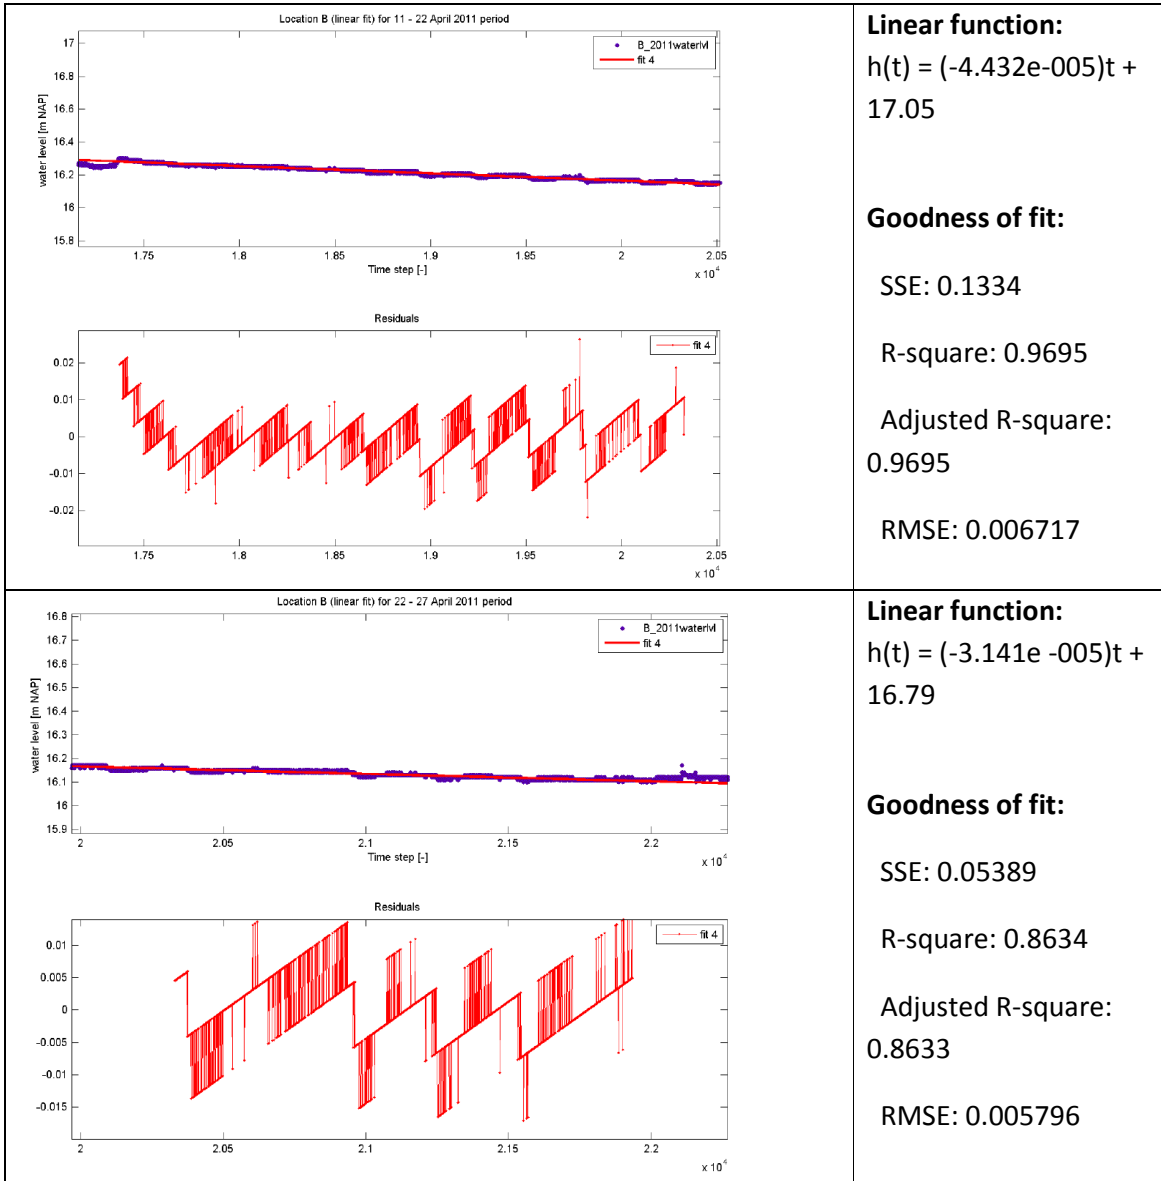 Location B (linear fit) for 11 - 22 April 2011 period
17
16.8
16.6
16.4
16.2
16
15.8
water level [m NAP]
B_2011waterlvl
fit 4
1.75
1.8
1.85
1.9
1.95
2
2.05
Time step [-]
x 10^4
Residuals
fit 4
0.02
0.01
0
-0.01
-0.02
1.75
1.8
1.85
1.9
1.95
2
2.05
x 10^4
Linear function:
h(t) = (-4.432e-005)t +
17.05
Goodness of fit:
SSE: 0.1334
R-square: 0.9695
Adjusted R-square:
0.9695
RMSE: 0.006717
Location B (linear fit) for 22 - 27 April 2011 period
16.8
16.7
16.6
16.5
16.4
16.3
16.2
16.1
16
15.9
water level [m NAP]
B_2011waterlvl
fit 4
2
2.05
2.1
2.15
2.2
Time step [-]
x 10^4
Residuals
fit 4
0.01
0.005
0
-0.005
-0.01
-0.015
2
2.05
2.1
2.15
2.2
x 10^4
Linear function:
h(t) = (-3.141e -005)t +
16.79
Goodness of fit:
SSE: 0.05389
R-square: 0.8634
Adjusted R-square:
0.8633
RMSE: 0.005796